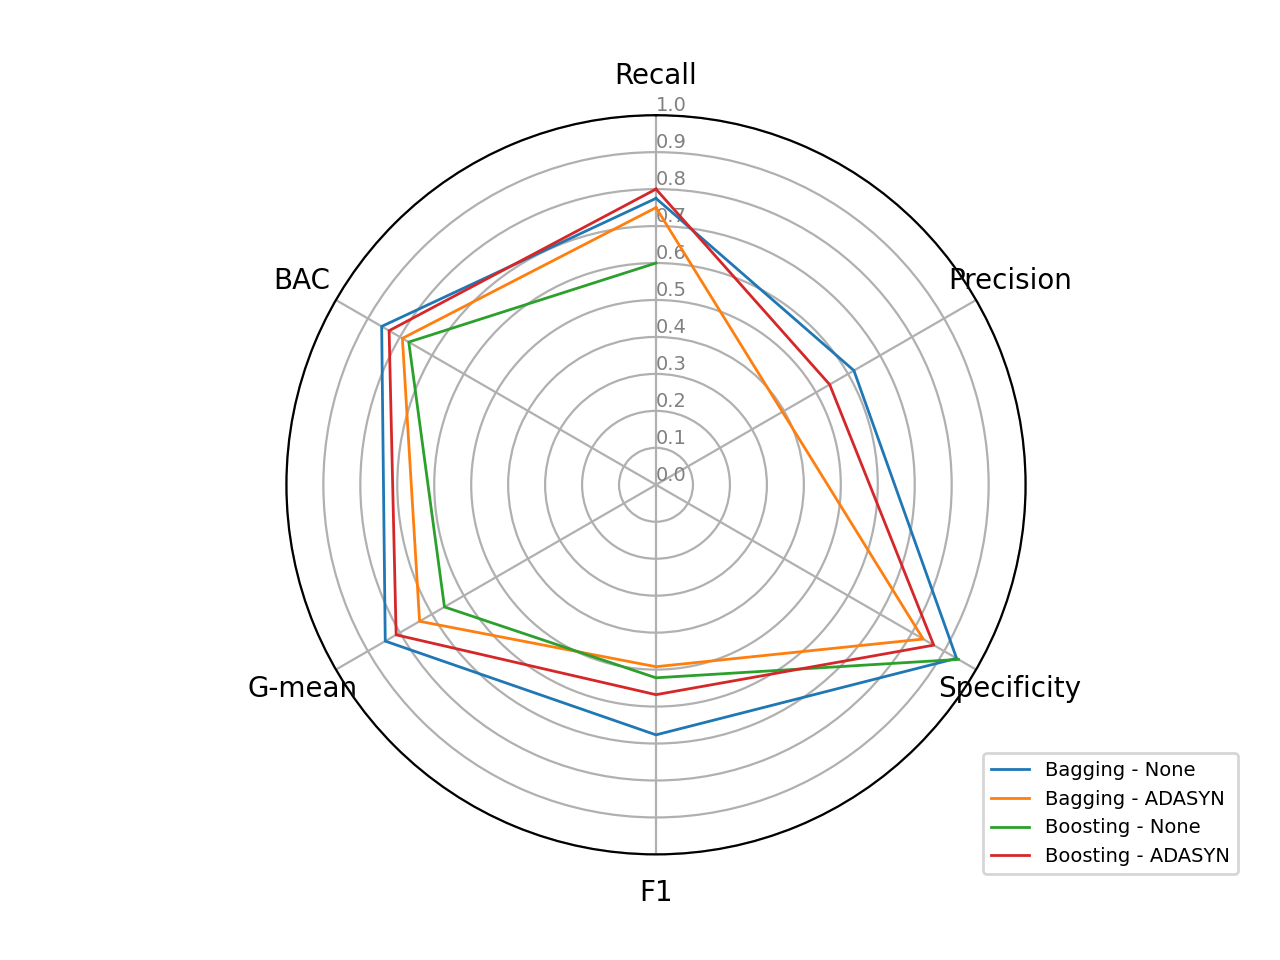 Recall
1.0
0.9
0.8
0.7
0.6
0.5
0.4
0.3
0.2
0.1
0.0
BAC
Precision
G-mean
Specificity
F1
Bagging - None
Bagging - ADASYN
Boosting - None
Boosting - ADASYN